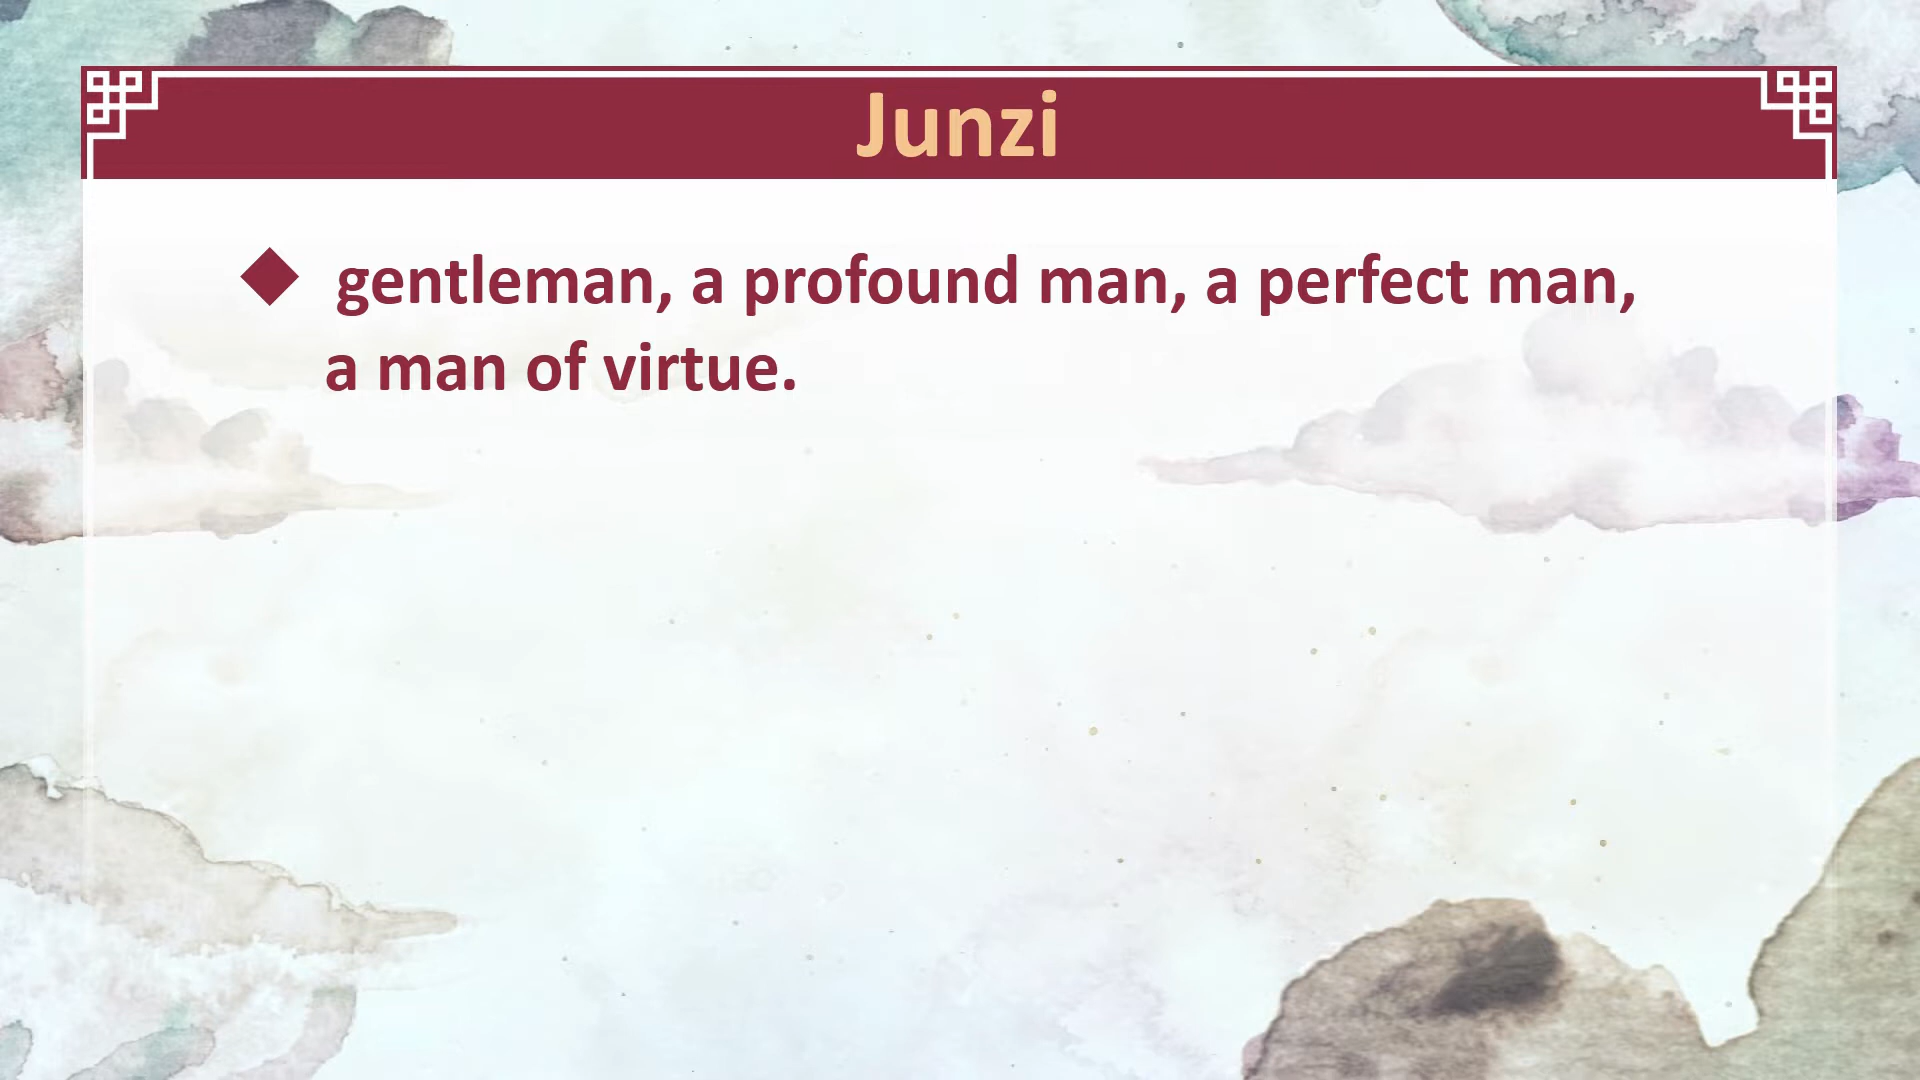 Junzi
◆ gentleman, a profound man, a perfect man,
a man of virtue.